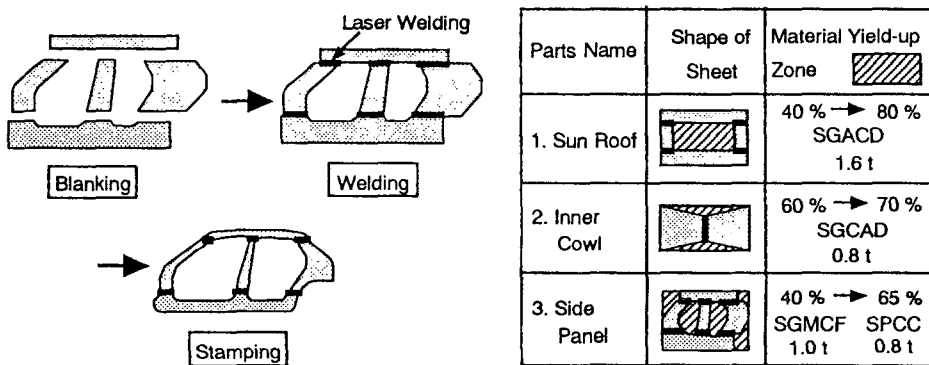 Laser Welding
Blanking
Welding
Stamping
Parts Name
Shape of
Sheet
Material Yield-up
Zone
1. Sun Roof
40 % → 80 %
SGACD
1.6 t
2. Inner
Cowl
60 % → 70 %
SGCAD
0.8 t
3. Side
Panel
40 % → 65 %
SGMCF SPCC
1.0 t 0.8 t